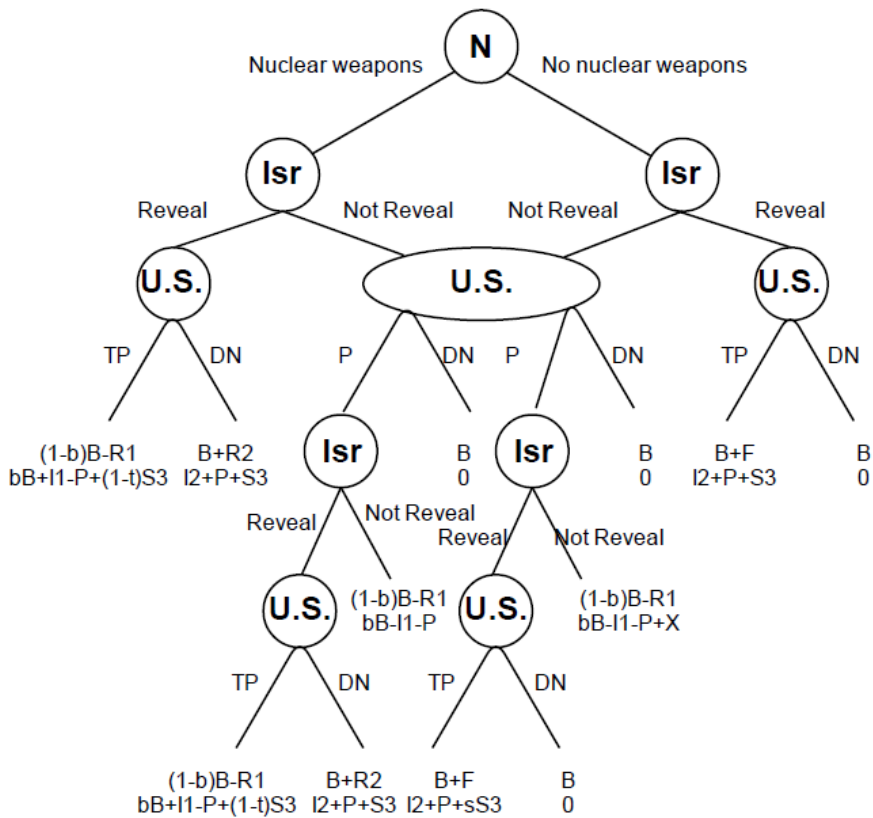 N
Nuclear weapons
No nuclear weapons
Isr
Isr
Reveal
Not Reveal
Not Reveal
Reveal
U.S.
U.S.
U.S.
TP
DN
P
DN
P
DN
TP
DN
(1-b)B-R1
bB+I1-P+(1-t)S3
B+R2
I2+P+S3
Isr
B
0
Isr
B
0
B+F
I2+P+S3
B
0
Reveal
Not Reveal
Reveal
Not Reveal
U.S.
(1-b)B-R1
bB-I1-P
U.S.
(1-b)B-R1
bB-I1-P+X
TP
DN
TP
DN
(1-b)B-R1
bB+I1-P+(1-t)S3
B+R2
I2+P+S3
B+F
I2+P+sS3
B
0